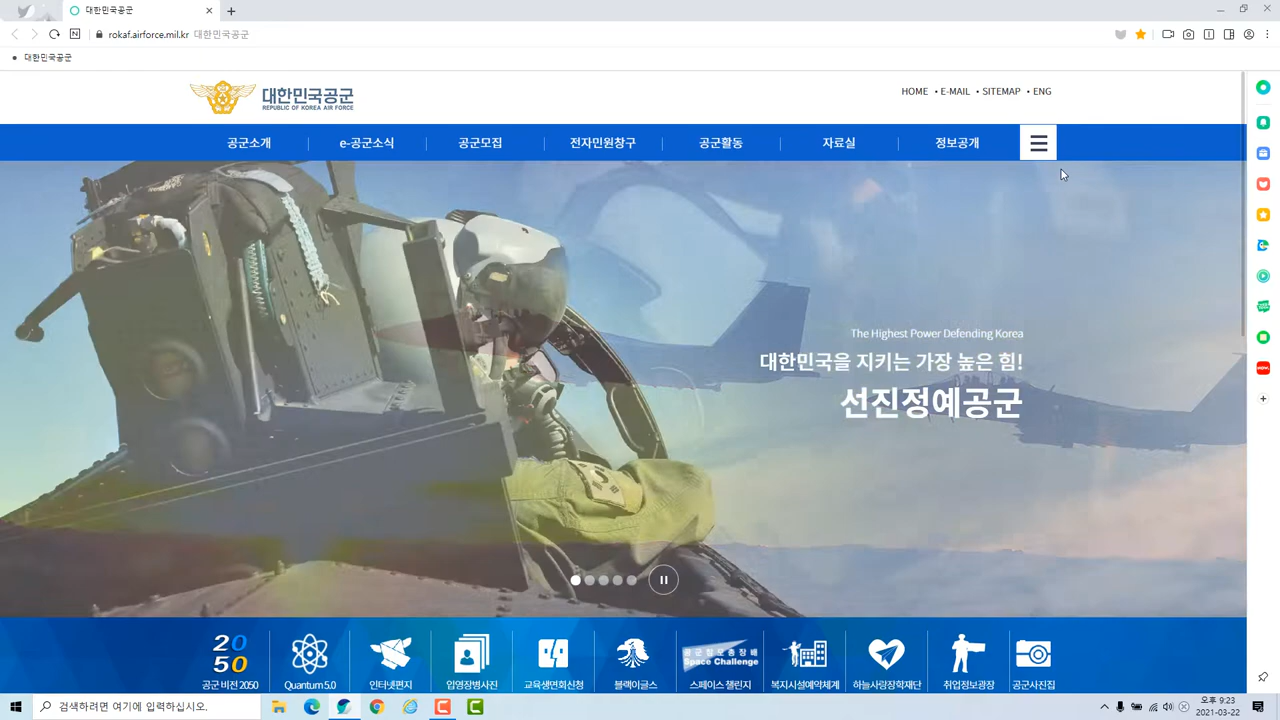 대한민국공군
rokaf.airforce.mil.kr 대한민국공군
대한민국공군
대한민국공군
REPUBLIC OF KOREA AIR FORCE
HOME • E-MAIL • SITEMAP • ENG
공군소개 e-공군소식 공군모집 전자민원창구 공군활동 자료실 정보공개
The Highest Power Defending Korea
대한민국을 지키는 가장 높은 힘!
선진정예공군
20
50
공군참모총장배
Space Challenge
공군 비전 2050 Quantum 5.0 인터넷편지 입영장병사진 교육생면회신청 블랙이글스 스페이스 챌린지 복지시설예약체계 하늘사랑장학재단 취업정보광장 공군사진집
검색하려면 여기에 입력하십시오.
오후 9:23
2021-03-22